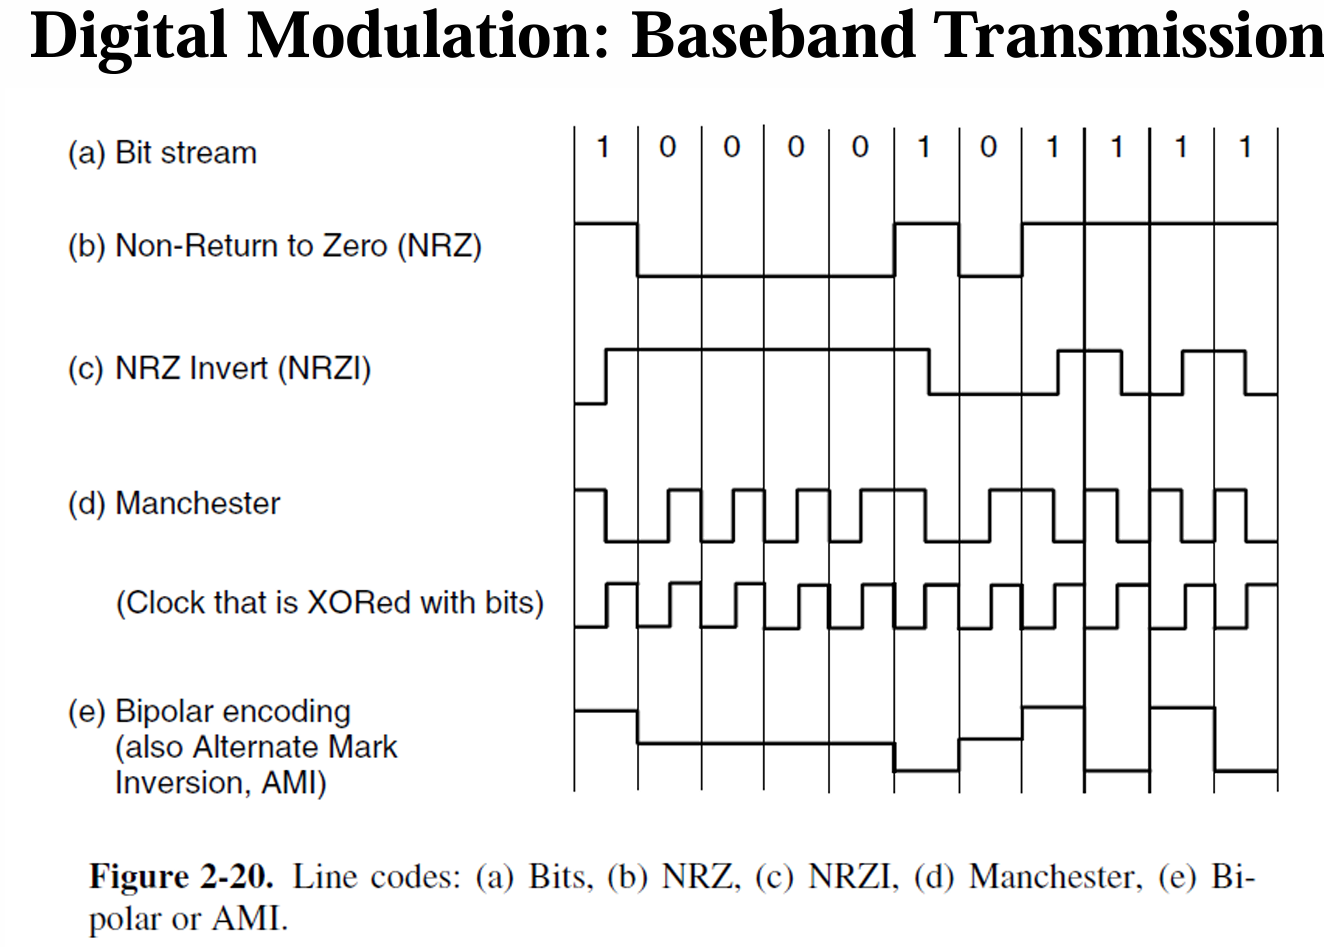 Digital Modulation: Baseband Transmission
(a) Bit stream 1 0 0 0 0 1 0 1 1 1 1
(b) Non-Return to Zero (NRZ)
(c) NRZ Invert (NRZI)
(d) Manchester
(Clock that is XORed with bits)
(e) Bipolar encoding
(also Alternate Mark
Inversion, AMI)
Figure 2-20. Line codes: (a) Bits, (b) NRZ, (c) NRZI, (d) Manchester, (e) Bi-
polar or AMI.